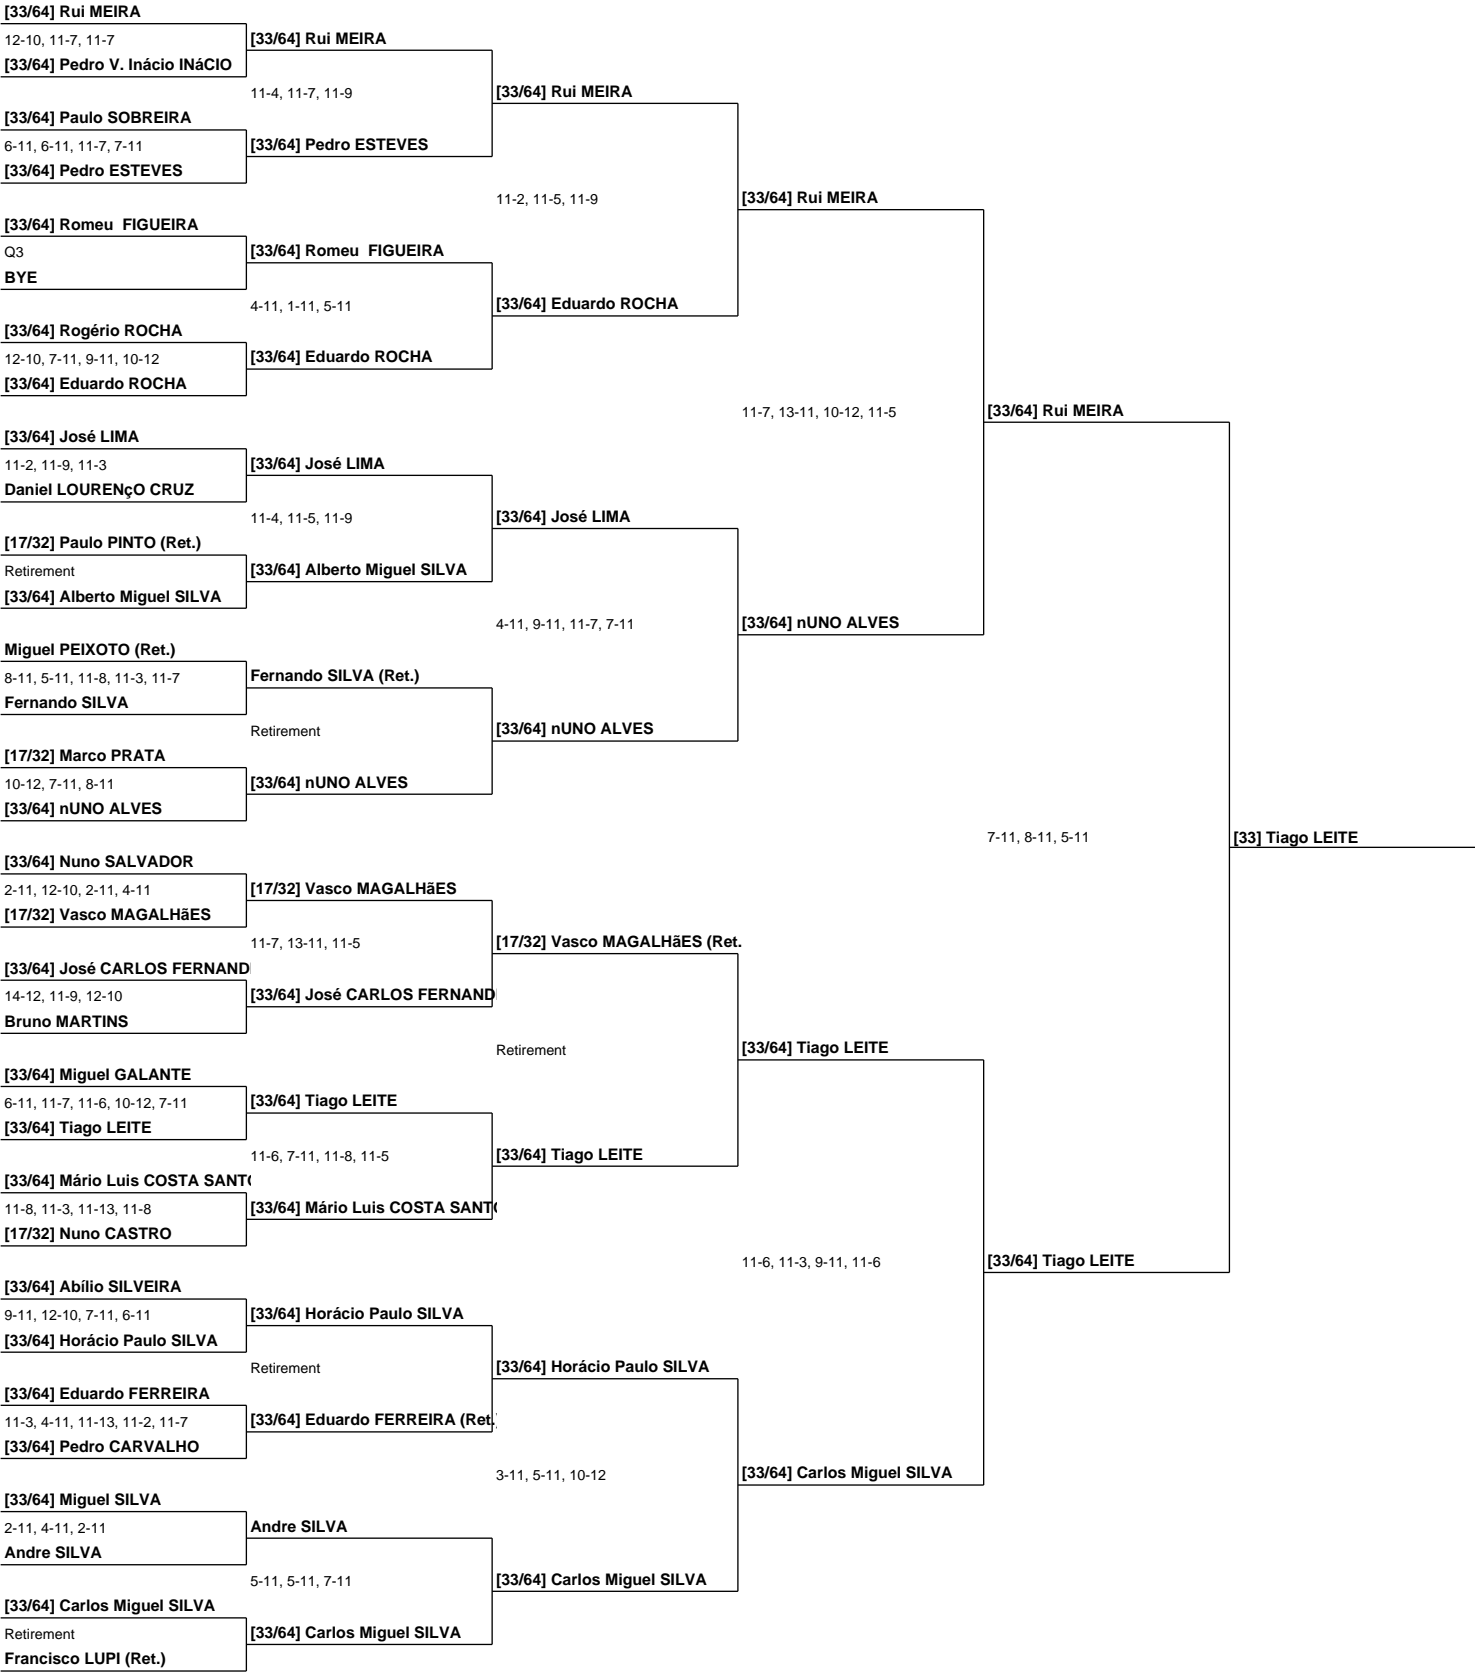 [33/64] Rui MEIRA
12-10, 11-7, 11-7
[33/64] Pedro V. Inácio INáCIO
[33/64] Paulo SOBREIRA
6-11, 6-11, 11-7, 7-11
[33/64] Pedro ESTEVES
[33/64] Romeu  FIGUEIRA
Q3
BYE
[33/64] Rogério ROCHA
12-10, 7-11, 9-11, 10-12
[33/64] Eduardo ROCHA
[33/64] José LIMA
11-2, 11-9, 11-3
Daniel LOURENçO CRUZ
[17/32] Paulo PINTO (Ret.)
Retirement
[33/64] Alberto Miguel SILVA
Miguel PEIXOTO (Ret.)
8-11, 5-11, 11-8, 11-3, 11-7
Fernando SILVA
[17/32] Marco PRATA
10-12, 7-11, 8-11
[33/64] nUNO ALVES
[33/64] Nuno SALVADOR
2-11, 12-10, 2-11, 4-11
[17/32] Vasco MAGALHãES
[33/64] José CARLOS FERNAND
14-12, 11-9, 12-10
Bruno MARTINS
[33/64] Miguel GALANTE
6-11, 11-7, 11-6, 10-12, 7-11
[33/64] Tiago LEITE
[33/64] Mário Luis COSTA SANT
11-8, 11-3, 11-13, 11-8
[17/32] Nuno CASTRO
[33/64] Abílio SILVEIRA
9-11, 12-10, 7-11, 6-11
[33/64] Horácio Paulo SILVA
[33/64] Eduardo FERREIRA
11-3, 4-11, 11-13, 11-2, 11-7
[33/64] Pedro CARVALHO
[33/64] Miguel SILVA
2-11, 4-11, 2-11
Andre SILVA
[33/64] Carlos Miguel SILVA
Retirement
Francisco LUPI (Ret.)
[33/64] Rui MEIRA
11-4, 11-7, 11-9
[33/64] Pedro ESTEVES
[33/64] Romeu  FIGUEIRA
4-11, 1-11, 5-11
[33/64] Eduardo ROCHA
[33/64] José LIMA
11-4, 11-5, 11-9
[33/64] Alberto Miguel SILVA
Fernando SILVA (Ret.)
Retirement
[33/64] nUNO ALVES
[17/32] Vasco MAGALHãES
11-7, 13-11, 11-5
[33/64] José CARLOS FERNAND
[33/64] Tiago LEITE
11-6, 7-11, 11-8, 11-5
[33/64] Mário Luis COSTA SANT
[33/64] Horácio Paulo SILVA
Retirement
[33/64] Eduardo FERREIRA (Ret.
Andre SILVA
5-11, 5-11, 7-11
[33/64] Carlos Miguel SILVA
[33/64] Rui MEIRA
11-2, 11-5, 11-9
[33/64] Eduardo ROCHA
[33/64] José LIMA
4-11, 9-11, 11-7, 7-11
[33/64] nUNO ALVES
[17/32] Vasco MAGALHãES (Ret.
Retirement
[33/64] Tiago LEITE
[33/64] Horácio Paulo SILVA
3-11, 5-11, 10-12
[33/64] Carlos Miguel SILVA
[33/64] Rui MEIRA
11-7, 13-11, 10-12, 11-5
[33/64] nUNO ALVES
[33/64] Tiago LEITE
11-6, 11-3, 9-11, 11-6
[33/64] Carlos Miguel SILVA
[33/64] Rui MEIRA
7-11, 8-11, 5-11
[33/64] Tiago LEITE
[33] Tiago LEITE